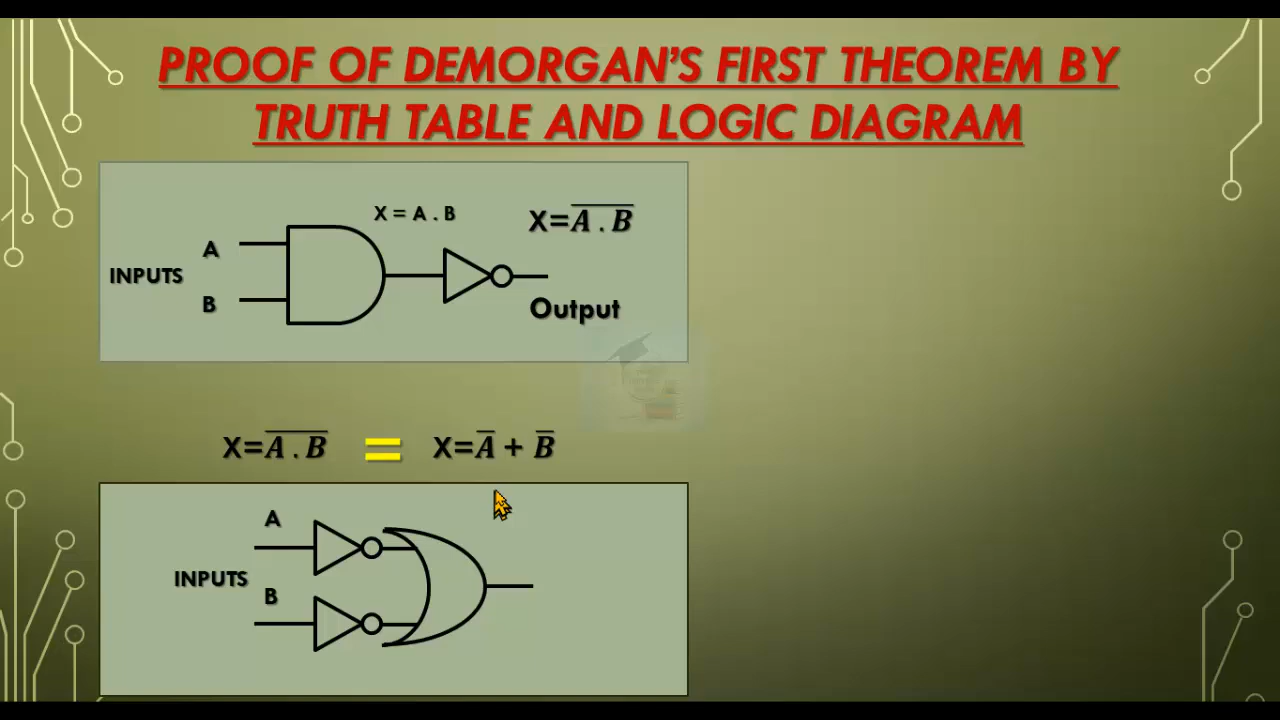 PROOF OF DEMORGAN'S FIRST THEOREM BY
TRUTH TABLE AND LOGIC DIAGRAM
X = A . B
X=A̅ ̅.̅ ̅B̅
A
INPUTS
B
Output
X=A̅ ̅.̅ ̅B̅ = X=A̅ + B̅
A
INPUTS
B